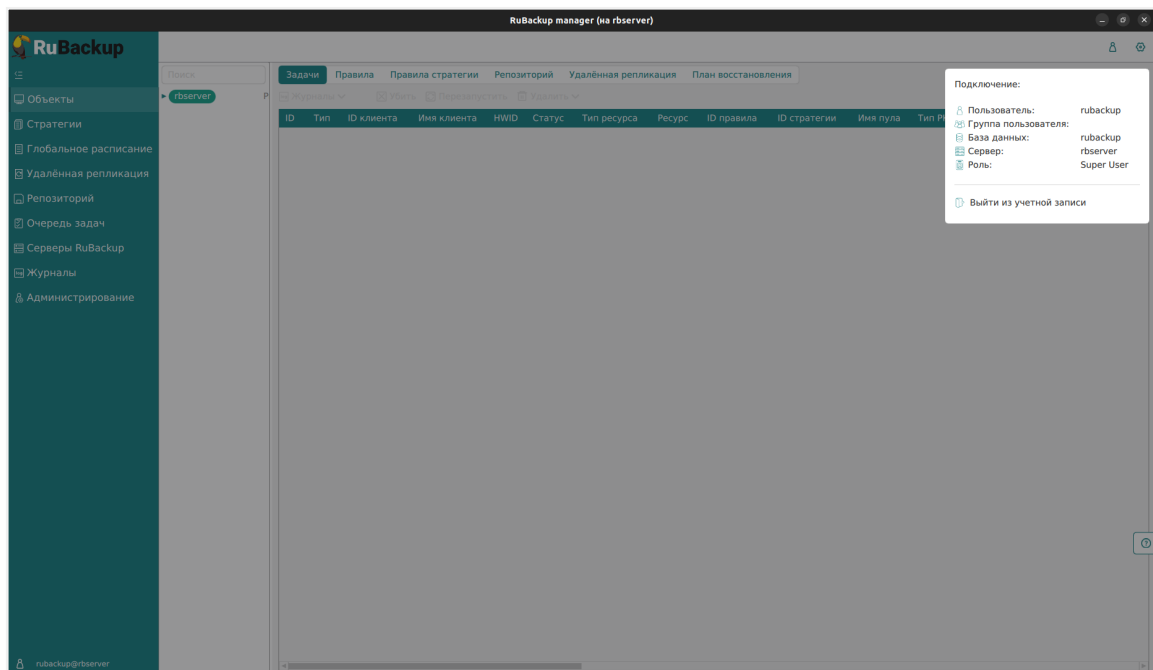 RuBackup manager (на rbserver)
RuBackup
Объекты
Стратегии
Глобальное расписание
Удалённая репликация
Репозиторий
Очередь задач
Серверы RuBackup
Журналы
Администрирование
rubackup@rbserver
Поиск
rbserver Р
Задачи Правила Правила стратегии Репозиторий Удалённая репликация План восстановления
Журналы Убить Перезапустить Удалить
ID Тип ID клиента Имя клиента HWID Статус Тип ресурса Ресурс ID правила ID стратегии Имя пула Тип РК
Подключение:
Пользователь: rubackup
Группа пользователя:
База данных: rubackup
Сервер: rbserver
Роль: Super User
Выйти из учетной записи